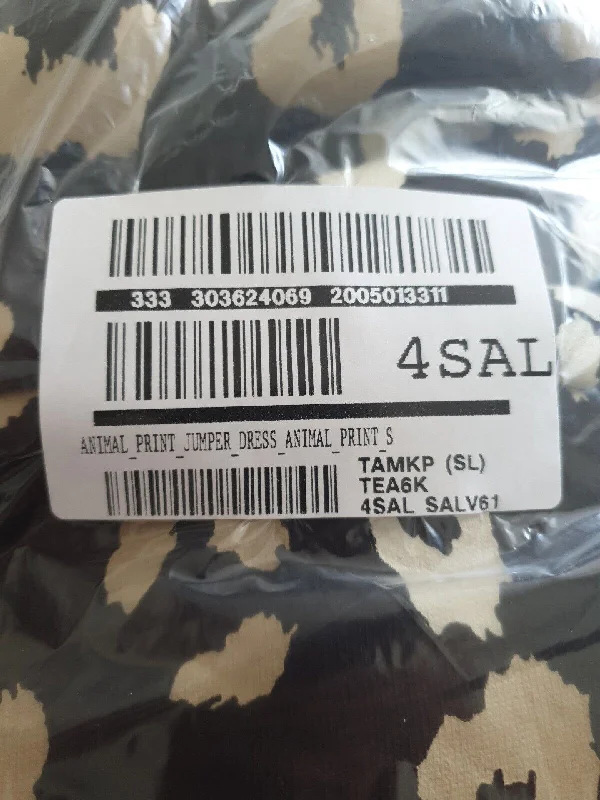 333 303624069 2005013311
4SAL
ANIMAL_PRINT_JUMPER_DRESS_ANIMAL_PRINT_S
TAMKP (SL)
TEA6K
4SAL SALV61